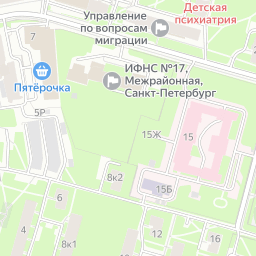 Детская
психиатрия
Управление
по вопросам
миграции
7
Пятёрочка
ИФНС №17,
Межрайонная,
Санкт-Петербург
5Р
15Ж
15
6
8к2
15Б
8
8к1
12
16